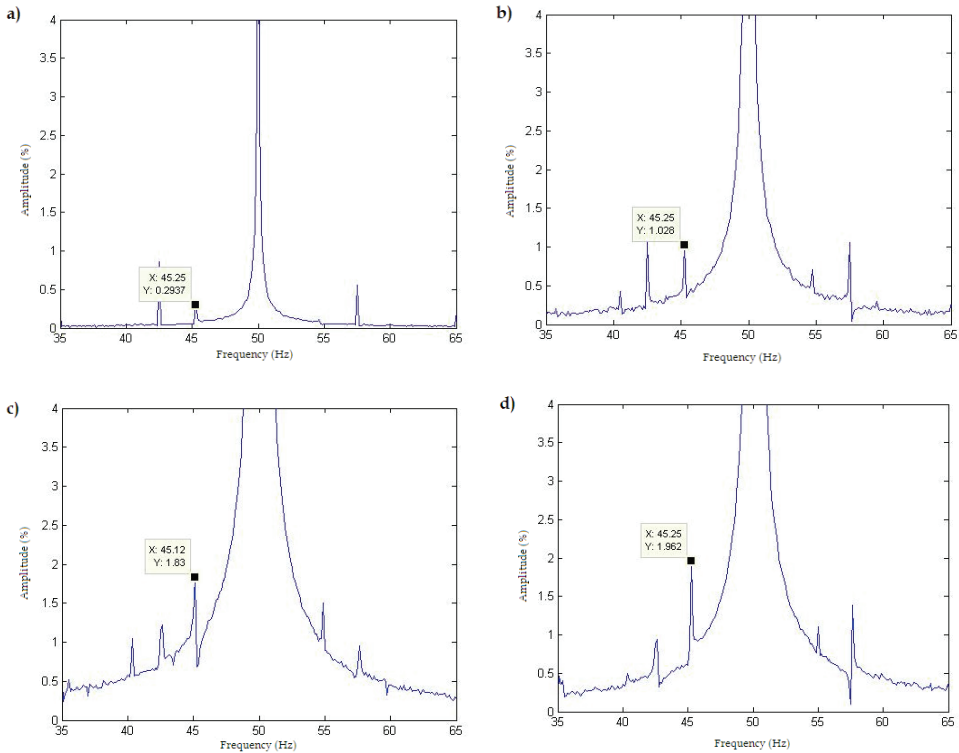 a)
4
3.5
3
2.5
2
1.5
1
0.5
0
Amplitude (%)
X: 45.25
Y: 0.2937
35 40 45 50 55 60 65
Frequency (Hz)
b)
4
3.5
3
2.5
2
1.5
1
0.5
0
Amplitude (%)
X: 45.25
Y: 1.028
35 40 45 50 55 60 65
Frequency (Hz)
c)
4
3.5
3
2.5
2
1.5
1
0.5
0
Amplitude (%)
X: 45.12
Y: 1.83
35 40 45 50 55 60 65
Frequency (Hz)
d)
4
3.5
3
2.5
2
1.5
1
0.5
0
Amplitude (%)
X: 45.25
Y: 1.962
35 40 45 50 55 60 65
Frequency (Hz)